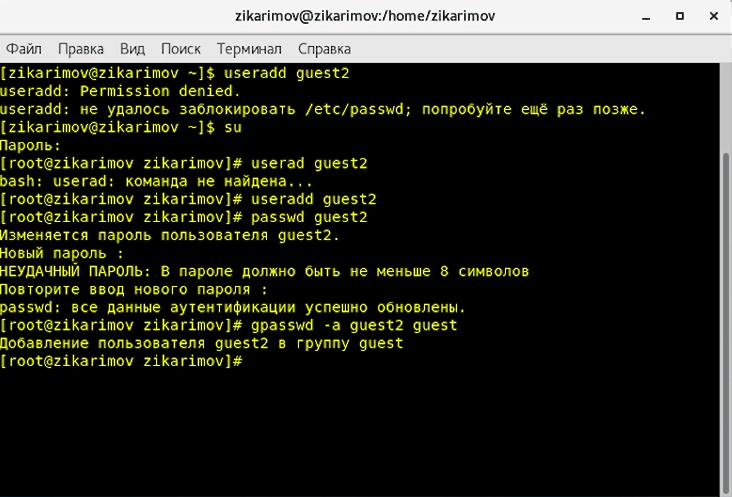 zikarimov@zikarimov:/home/zikarimov
Файл Правка Вид Поиск Терминал Справка
[zikarimov@zikarimov ~]$ useradd guest2
useradd: Permission denied.
useradd: не удалось заблокировать /etc/passwd; попробуйте ещё раз позже.
[zikarimov@zikarimov ~]$ su
Пароль:
[root@zikarimov zikarimov]# userad guest2
bash: userad: команда не найдена...
[root@zikarimov zikarimov]# useradd guest2
[root@zikarimov zikarimov]# passwd guest2
Изменяется пароль пользователя guest2.
Новый пароль :
НЕУДАЧНЫЙ ПАРОЛЬ: В пароле должно быть не меньше 8 символов
Повторите ввод нового пароля :
passwd: все данные аутентификации успешно обновлены.
[root@zikarimov zikarimov]# gpasswd -a guest2 guest
Добавление пользователя guest2 в группу guest
[root@zikarimov zikarimov]#